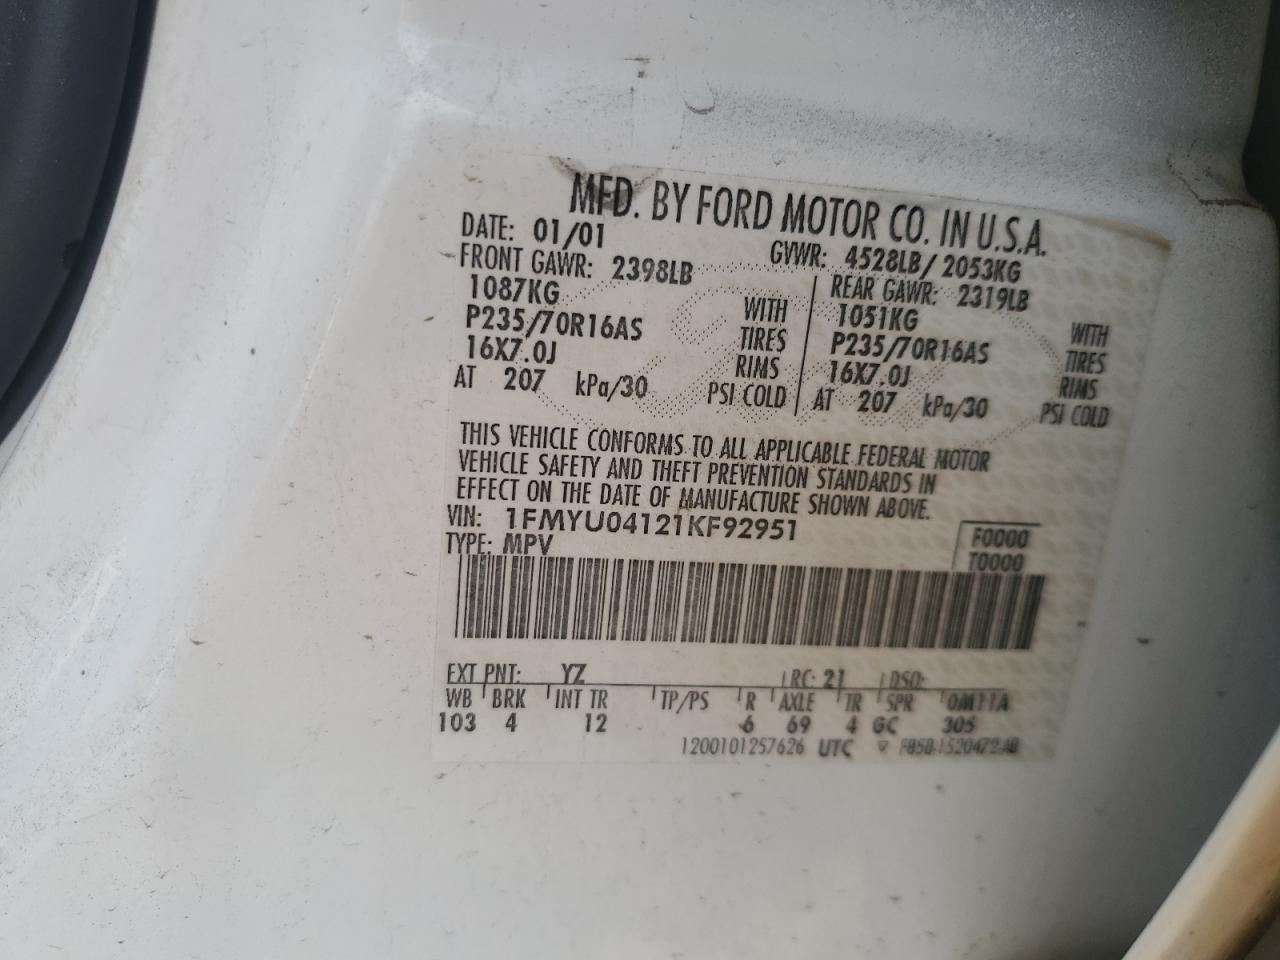 MFD. BY FORD MOTOR CO. IN U.S.A.
DATE: 01/01 GVWR: 4528LB/ 2053KG
FRONT GAWR: 2398LB REAR GAWR: 2319LB
1087KG WITH 1051KG WITH
P235/70R16AS TIRES P235/70R16AS TIRES
16X7.0J RIMS 16X7.0J RIMS
AT 207 kPa/30 PSI COLD AT 207 kPa/30 PSI COLD
THIS VEHICLE CONFORMS TO ALL APPLICABLE FEDERAL MOTOR
VEHICLE SAFETY AND THEFT PREVENTION STANDARDS IN
EFFECT ON THE DATE OF MANUFACTURE SHOWN ABOVE.
VIN: 1FMYU04121KF92951
F0000
TYPE: MPV
T0000
EXT PNT: YZ RC: 21 DSO:
WB BRK INT TR TP/PS R AXLE TR SPR
103 4 12 6 69 4 GC 305
1200101257626 UTC